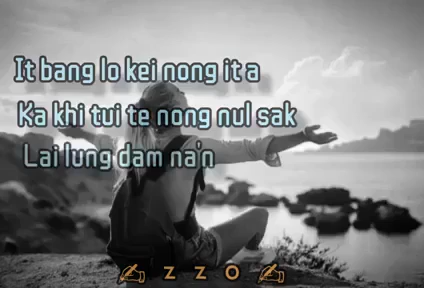 It bang lo kei nong it a
Ka khi tui te nong nul sak
Lai lung dam na'n
✍ Z Z O ✍